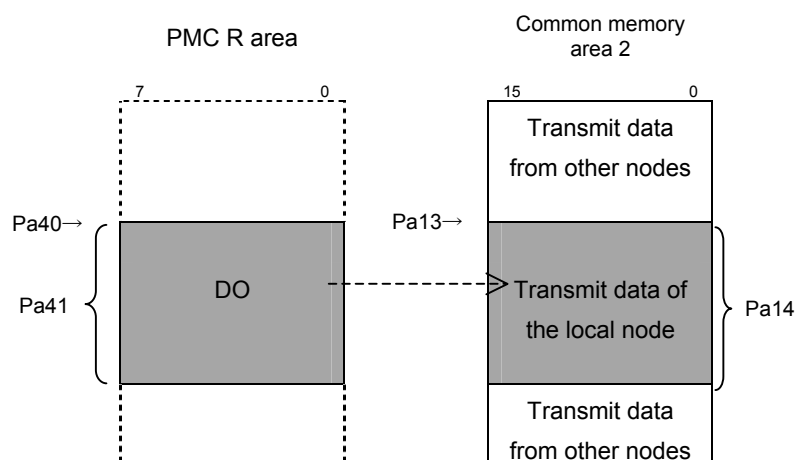 PMC R area
Common memory
area 2
7 0
15 0
Transmit data
from other nodes
Pa40→
Pa13→
Pa41
DO
Transmit data of
the local node
Pa14
Transmit data
from other nodes